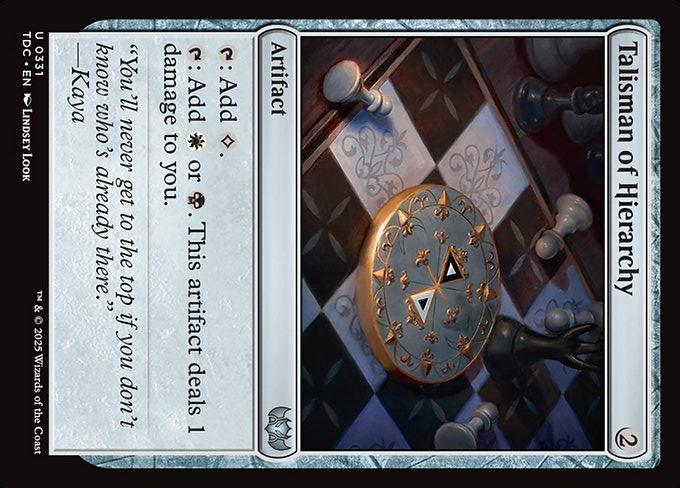 Talisman of Hierarchy
2
Artifact
: Add .
: Add or . This artifact deals 1
damage to you.
“You’ll never get to the top if you don’t
know who’s already there.”
—Kaya
U 0331
TDC • EN LINDSEY LOOK
™ & © 2025 Wizards of the Coast